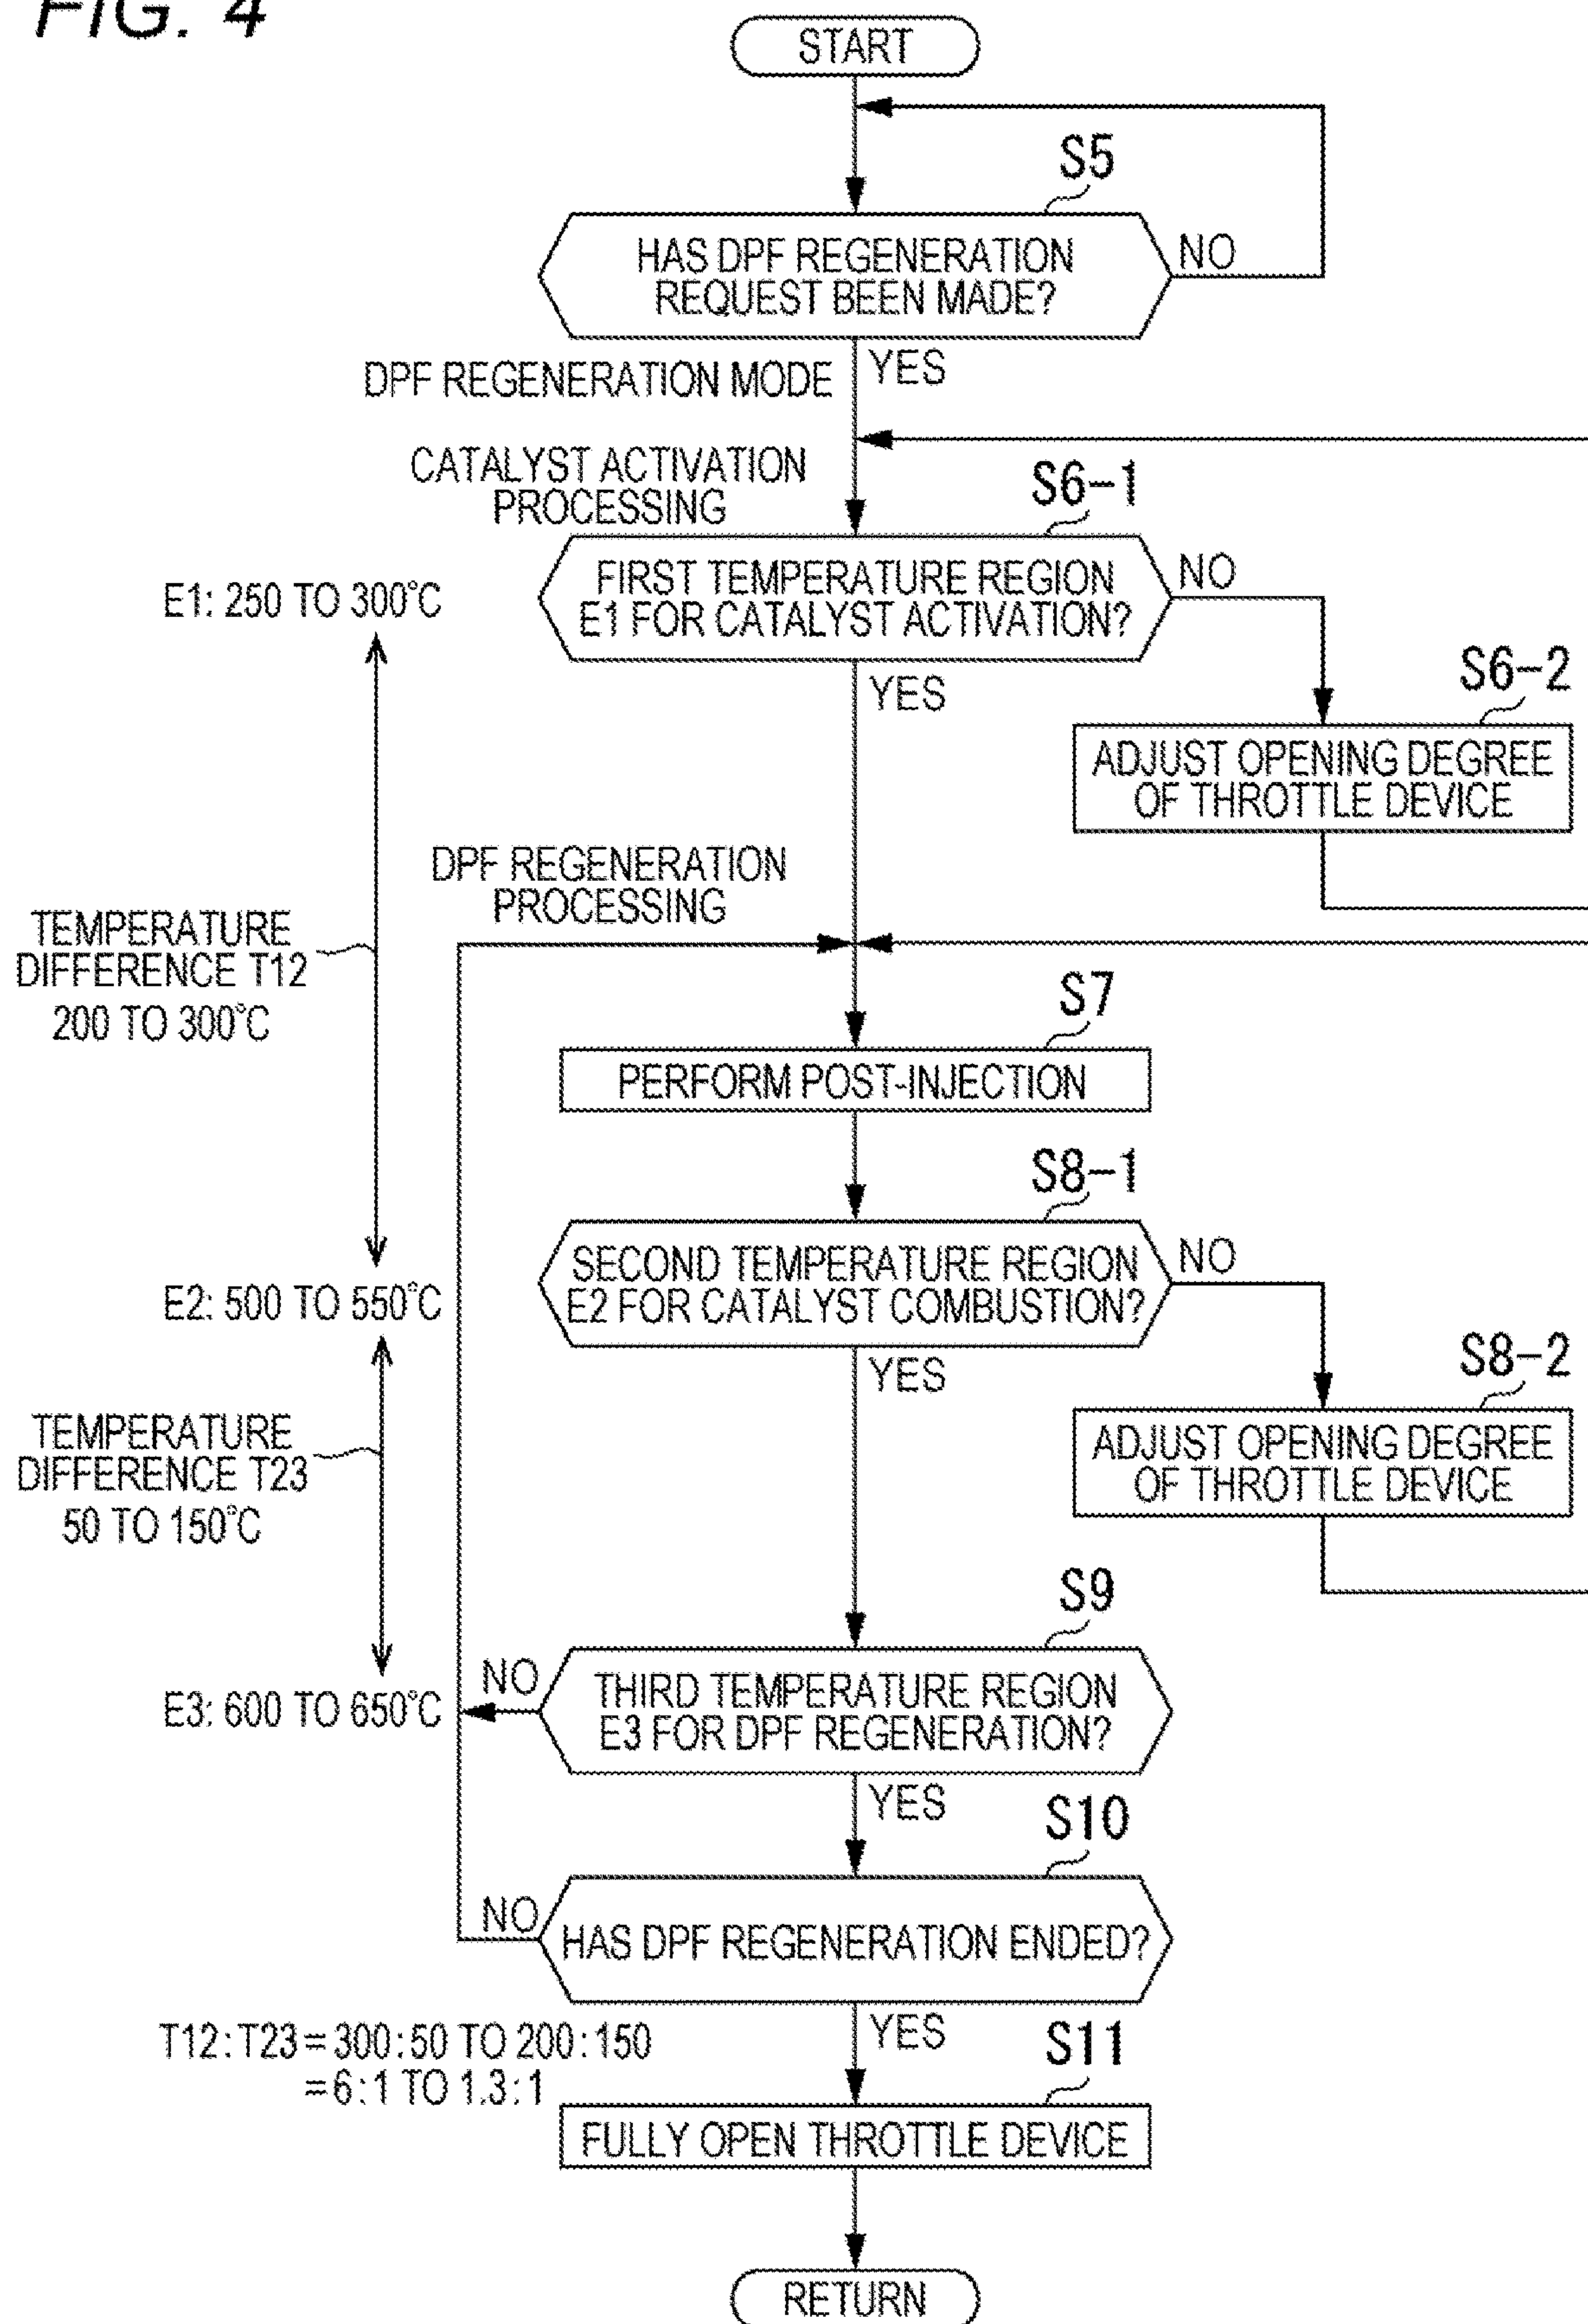 FIG. 4
START
S5
HAS DPF REGENERATION
REQUEST BEEN MADE?
NO
YES
DPF REGENERATION MODE
CATALYST ACTIVATION
PROCESSING
S6-1
E1: 250 TO 300°C
FIRST TEMPERATURE REGION
E1 FOR CATALYST ACTIVATION?
NO
YES
S6-2
ADJUST OPENING DEGREE
OF THROTTLE DEVICE
DPF REGENERATION
PROCESSING
TEMPERATURE
DIFFERENCE T12
200 TO 300°C
S7
PERFORM POST-INJECTION
S8-1
E2: 500 TO 550°C
SECOND TEMPERATURE REGION
E2 FOR CATALYST COMBUSTION?
NO
YES
S8-2
ADJUST OPENING DEGREE
OF THROTTLE DEVICE
TEMPERATURE
DIFFERENCE T23
50 TO 150°C
S9
E3: 600 TO 650°C
NO
THIRD TEMPERATURE REGION
E3 FOR DPF REGENERATION?
YES
S10
NO
HAS DPF REGENERATION ENDED?
YES
T12:T23=300:50 TO 200:150
=6:1 TO 1.3:1
S11
FULLY OPEN THROTTLE DEVICE
RETURN